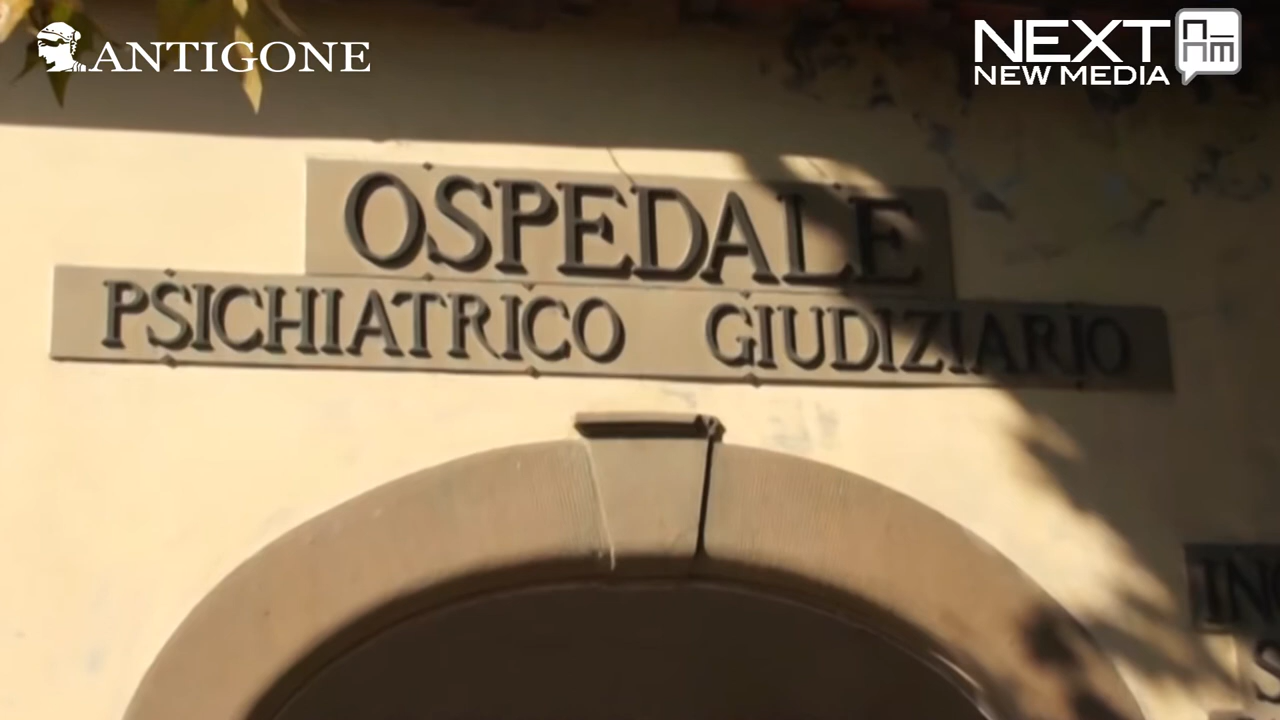 ANTIGONE
NEXT
NEW MEDIA
OSPEDALE
PSICHIATRICO GIUDIZIARIO